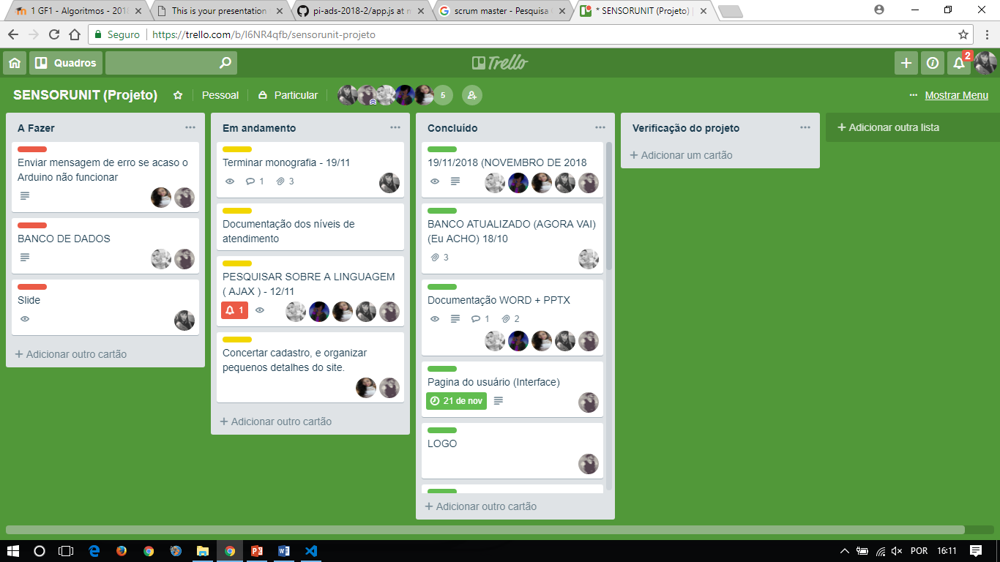 1 GF1 - Algoritmos - 2018
This is your presentation
pi-ads-2018-2/app.js at m
scrum master - Pesquisa
* SENSORUNIT (Projeto)
Seguro
https://trello.com/b/I6NR4qfb/sensorunit-projeto
Quadros
Trello
2
SENSORUNIT (Projeto)
Pessoal
Particular
5
Mostrar Menu
A Fazer
Enviar mensagem de erro se acaso o
Arduino não funcionar
BANCO DE DADOS
Slide
+ Adicionar outro cartão
Em andamento
Terminar monografia - 19/11
1
3
Documentação dos níveis de
atendimento
PESQUISAR SOBRE A LINGUAGEM
( AJAX ) - 12/11
1
Concertar cadastro, e organizar
pequenos detalhes do site.
+ Adicionar outro cartão
Concluído
19/11/2018 (NOVEMBRO DE 2018
BANCO ATUALIZADO (AGORA VAI)
(Eu ACHO) 18/10
3
Documentação WORD + PPTX
1
2
Pagina do usuário (Interface)
21 de nov
LOGO
+ Adicionar outro cartão
Verificação do projeto
+ Adicionar um cartão
+ Adicionar outra lista
POR
16:11